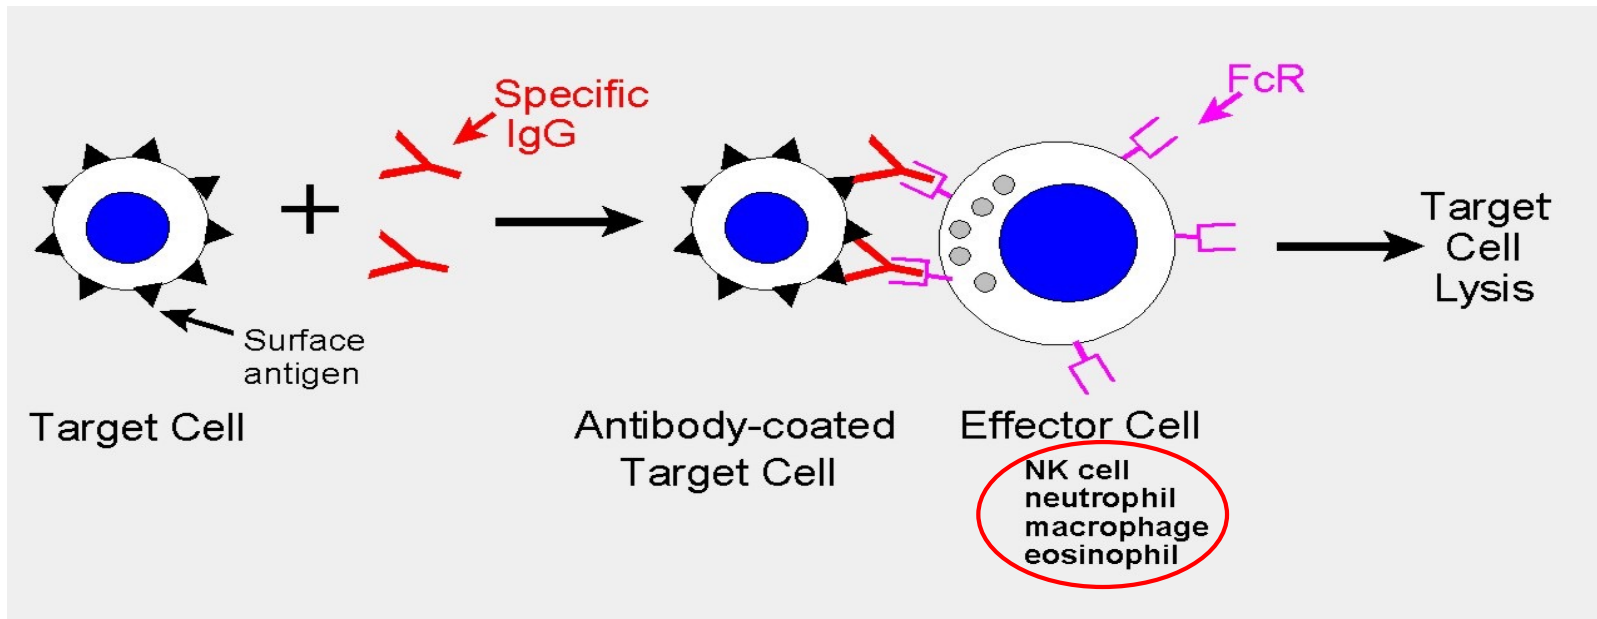 Specific
IgG
FcR
Surface
antigen
Target Cell
Antibody-coated
Target Cell
Effector Cell
NK cell
neutrophil
macrophage
eosinophil
Target
Cell
Lysis